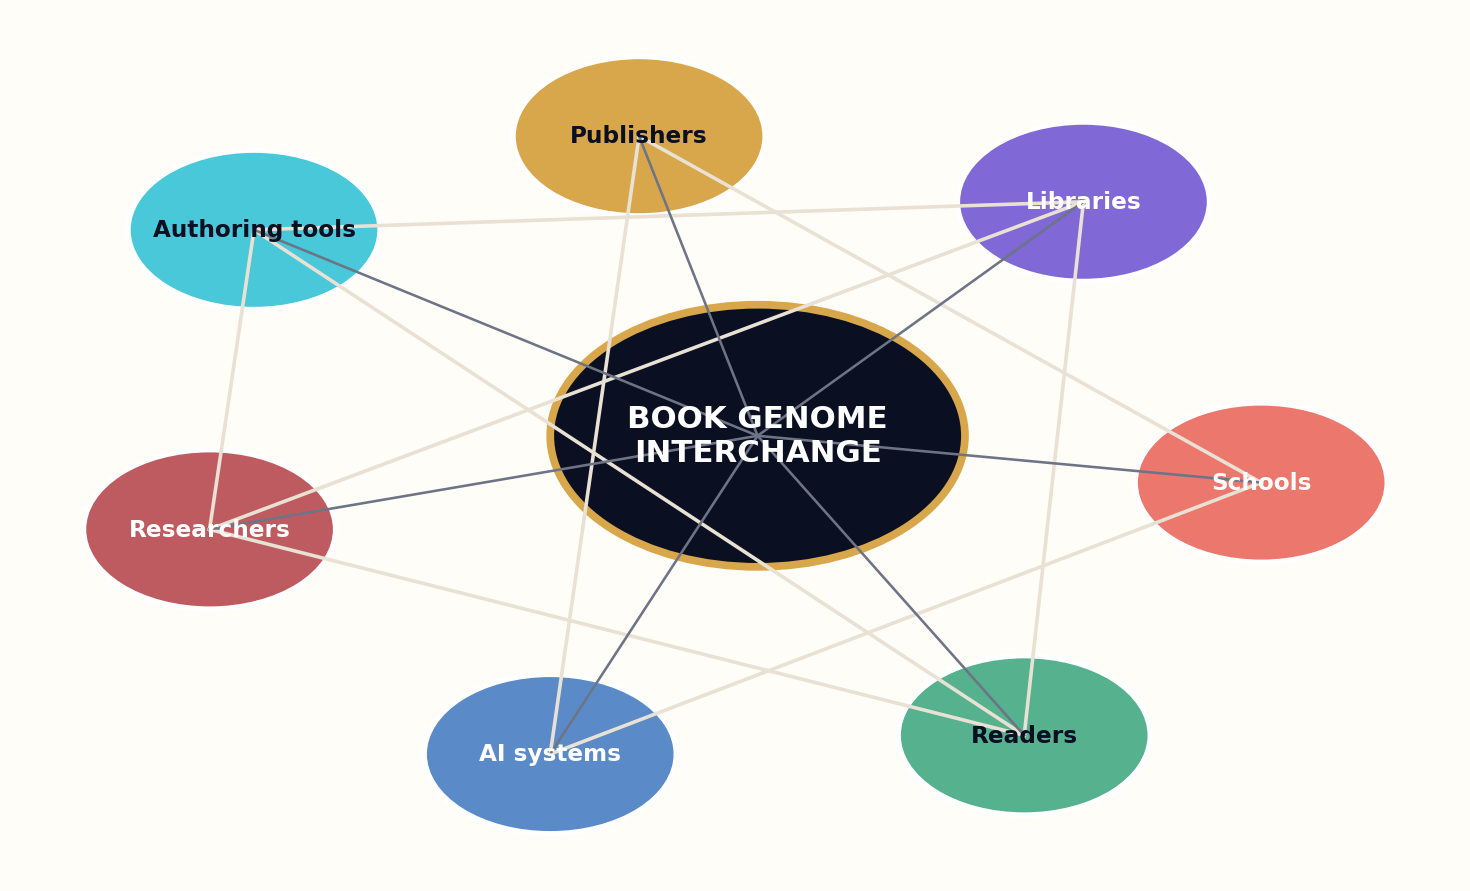 Publishers
Libraries
Authoring tools
BOOK GENOME
INTERCHANGE
Schools
Researchers
Readers
AI systems